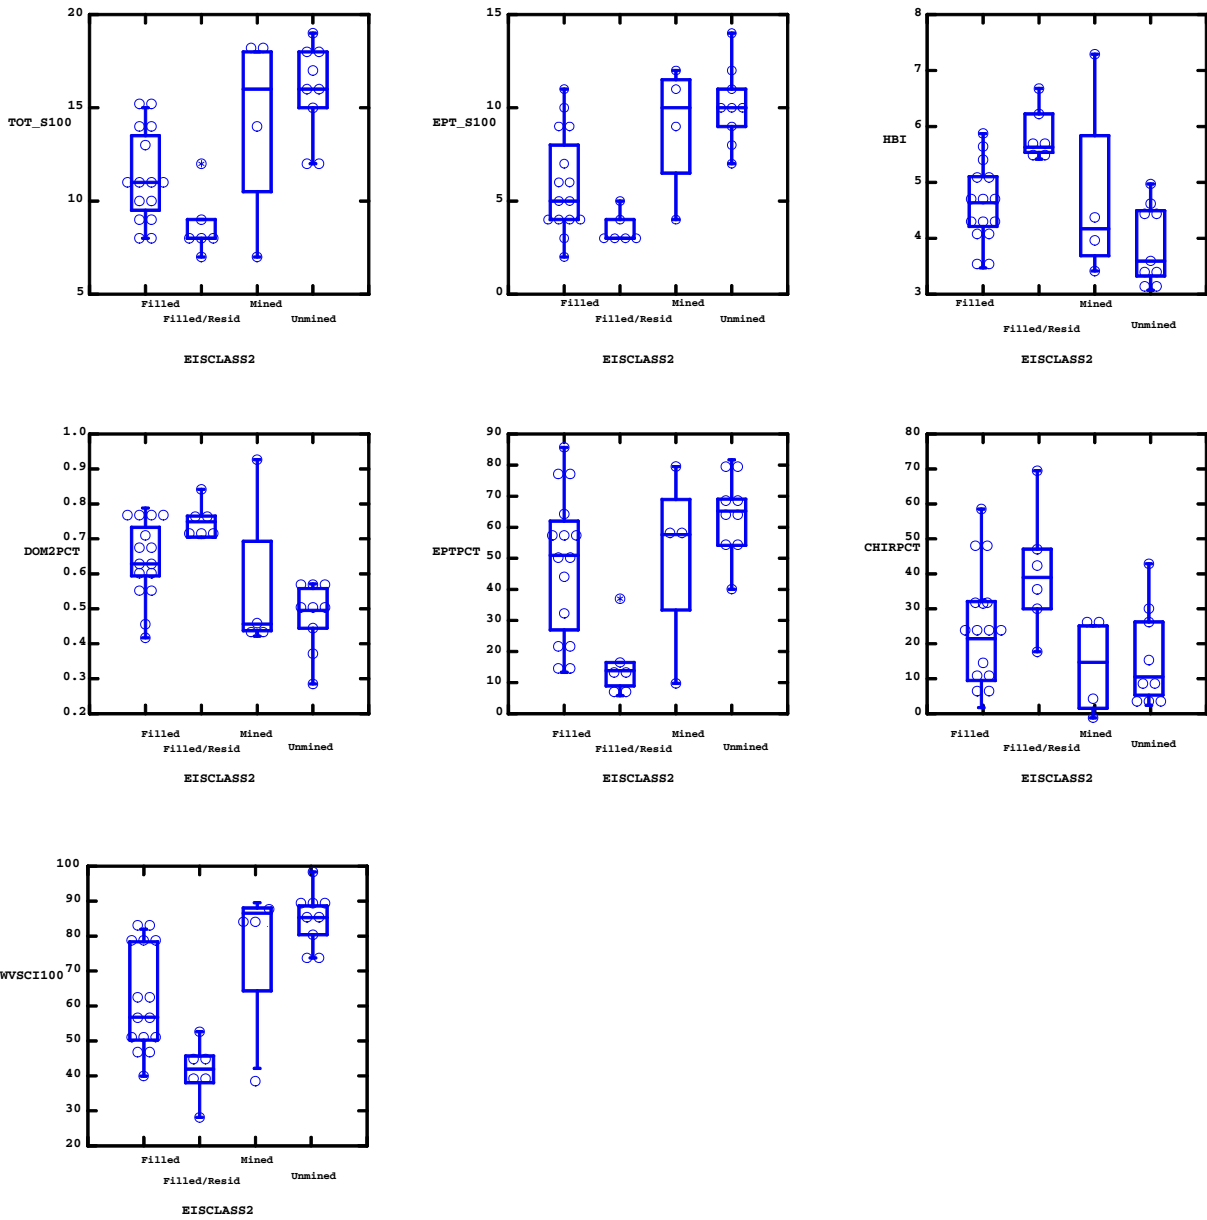 20
15
TOT_S100
10
5
Filled
Mined
Filled/Resid
Unmined
EISCLASS2
15
10
EPT_S100
5
0
Filled
Mined
Filled/Resid
Unmined
EISCLASS2
8
7
6
HBI
5
4
3
Filled
Mined
Filled/Resid
Unmined
EISCLASS2
1.0
0.9
0.8
0.7
DOM2PCT
0.6
0.5
0.4
0.3
0.2
Filled
Mined
Filled/Resid
Unmined
EISCLASS2
90
80
70
60
EPTPCT
50
40
30
20
10
0
Filled
Mined
Filled/Resid
Unmined
EISCLASS2
80
70
60
50
CHIRPCT
40
30
20
10
0
Filled
Mined
Filled/Resid
Unmined
EISCLASS2
100
90
80
70
WVSCI100
60
50
40
30
20
Filled
Mined
Filled/Resid
Unmined
EISCLASS2